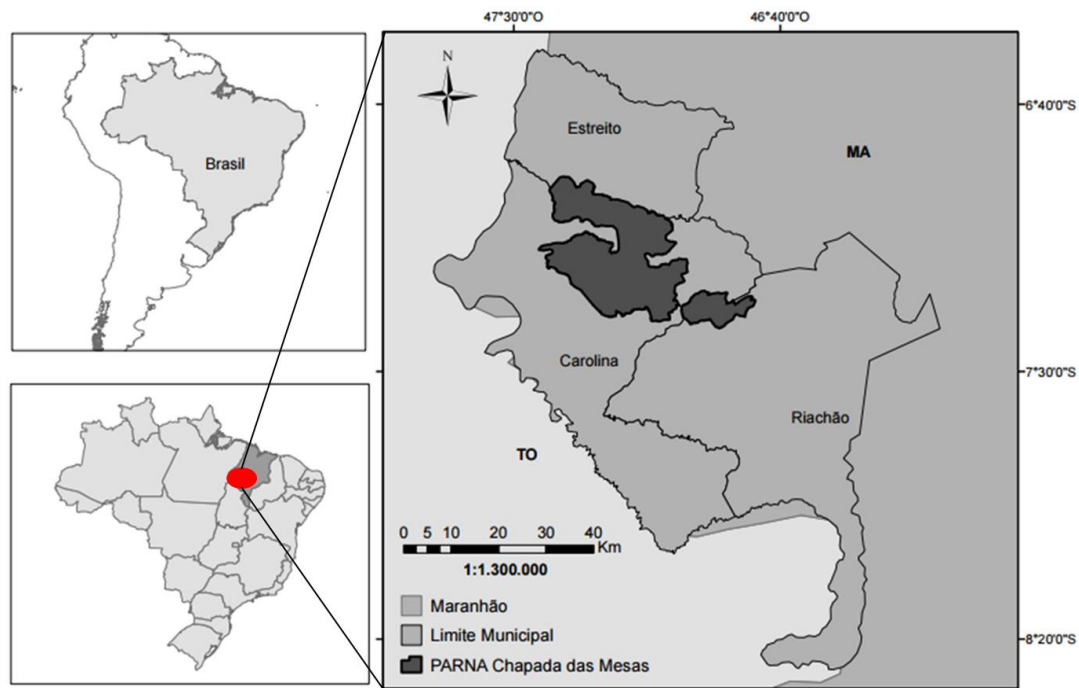 47°30'0"O
46°40'0"O
N
6°40'0"S
Estreito
MA
Brasil
Carolina
7°30'0"S
Riachão
TO
0 5 10 20 30 40
Km
1:1.300.000
Maranhão
Limite Municipal
PARNA Chapada das Mesas
8°20'0"S